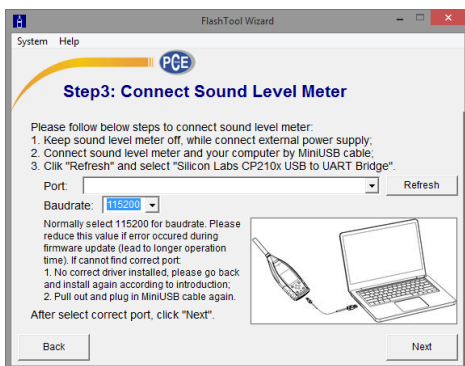 FlashTool Wizard
System Help
PCE
Step3: Connect Sound Level Meter
Please follow below steps to connect sound level meter:
1. Keep sound level meter off, while connect external power supply;
2. Connect sound level meter and your computer by MiniUSB cable;
3. Clik "Refresh" and select "Silicon Labs CP210x USB to UART Bridge".
Port: Refresh
Baudrate: 115200
Normally select 115200 for baudrate. Please
reduce this value if error occured during
firmware update (lead to longer operation
time). If cannot find correct port:
1. No correct driver installed, please go back
and install again according to introduction;
2. Pull out and plug in MiniUSB cable again.
After select correct port, click "Next".
Back Next